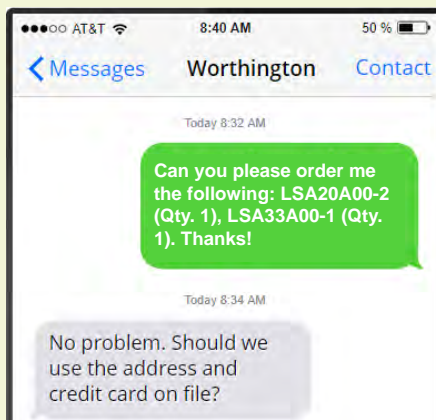 AT&T 8:40 AM 50 %
Messages Worthington Contact
Today 8:32 AM
Can you please order me
the following: LSA20A00-2
(Qty. 1), LSA33A00-1 (Qty.
1). Thanks!
Today 8:34 AM
No problem. Should we
use the address and
credit card on file?